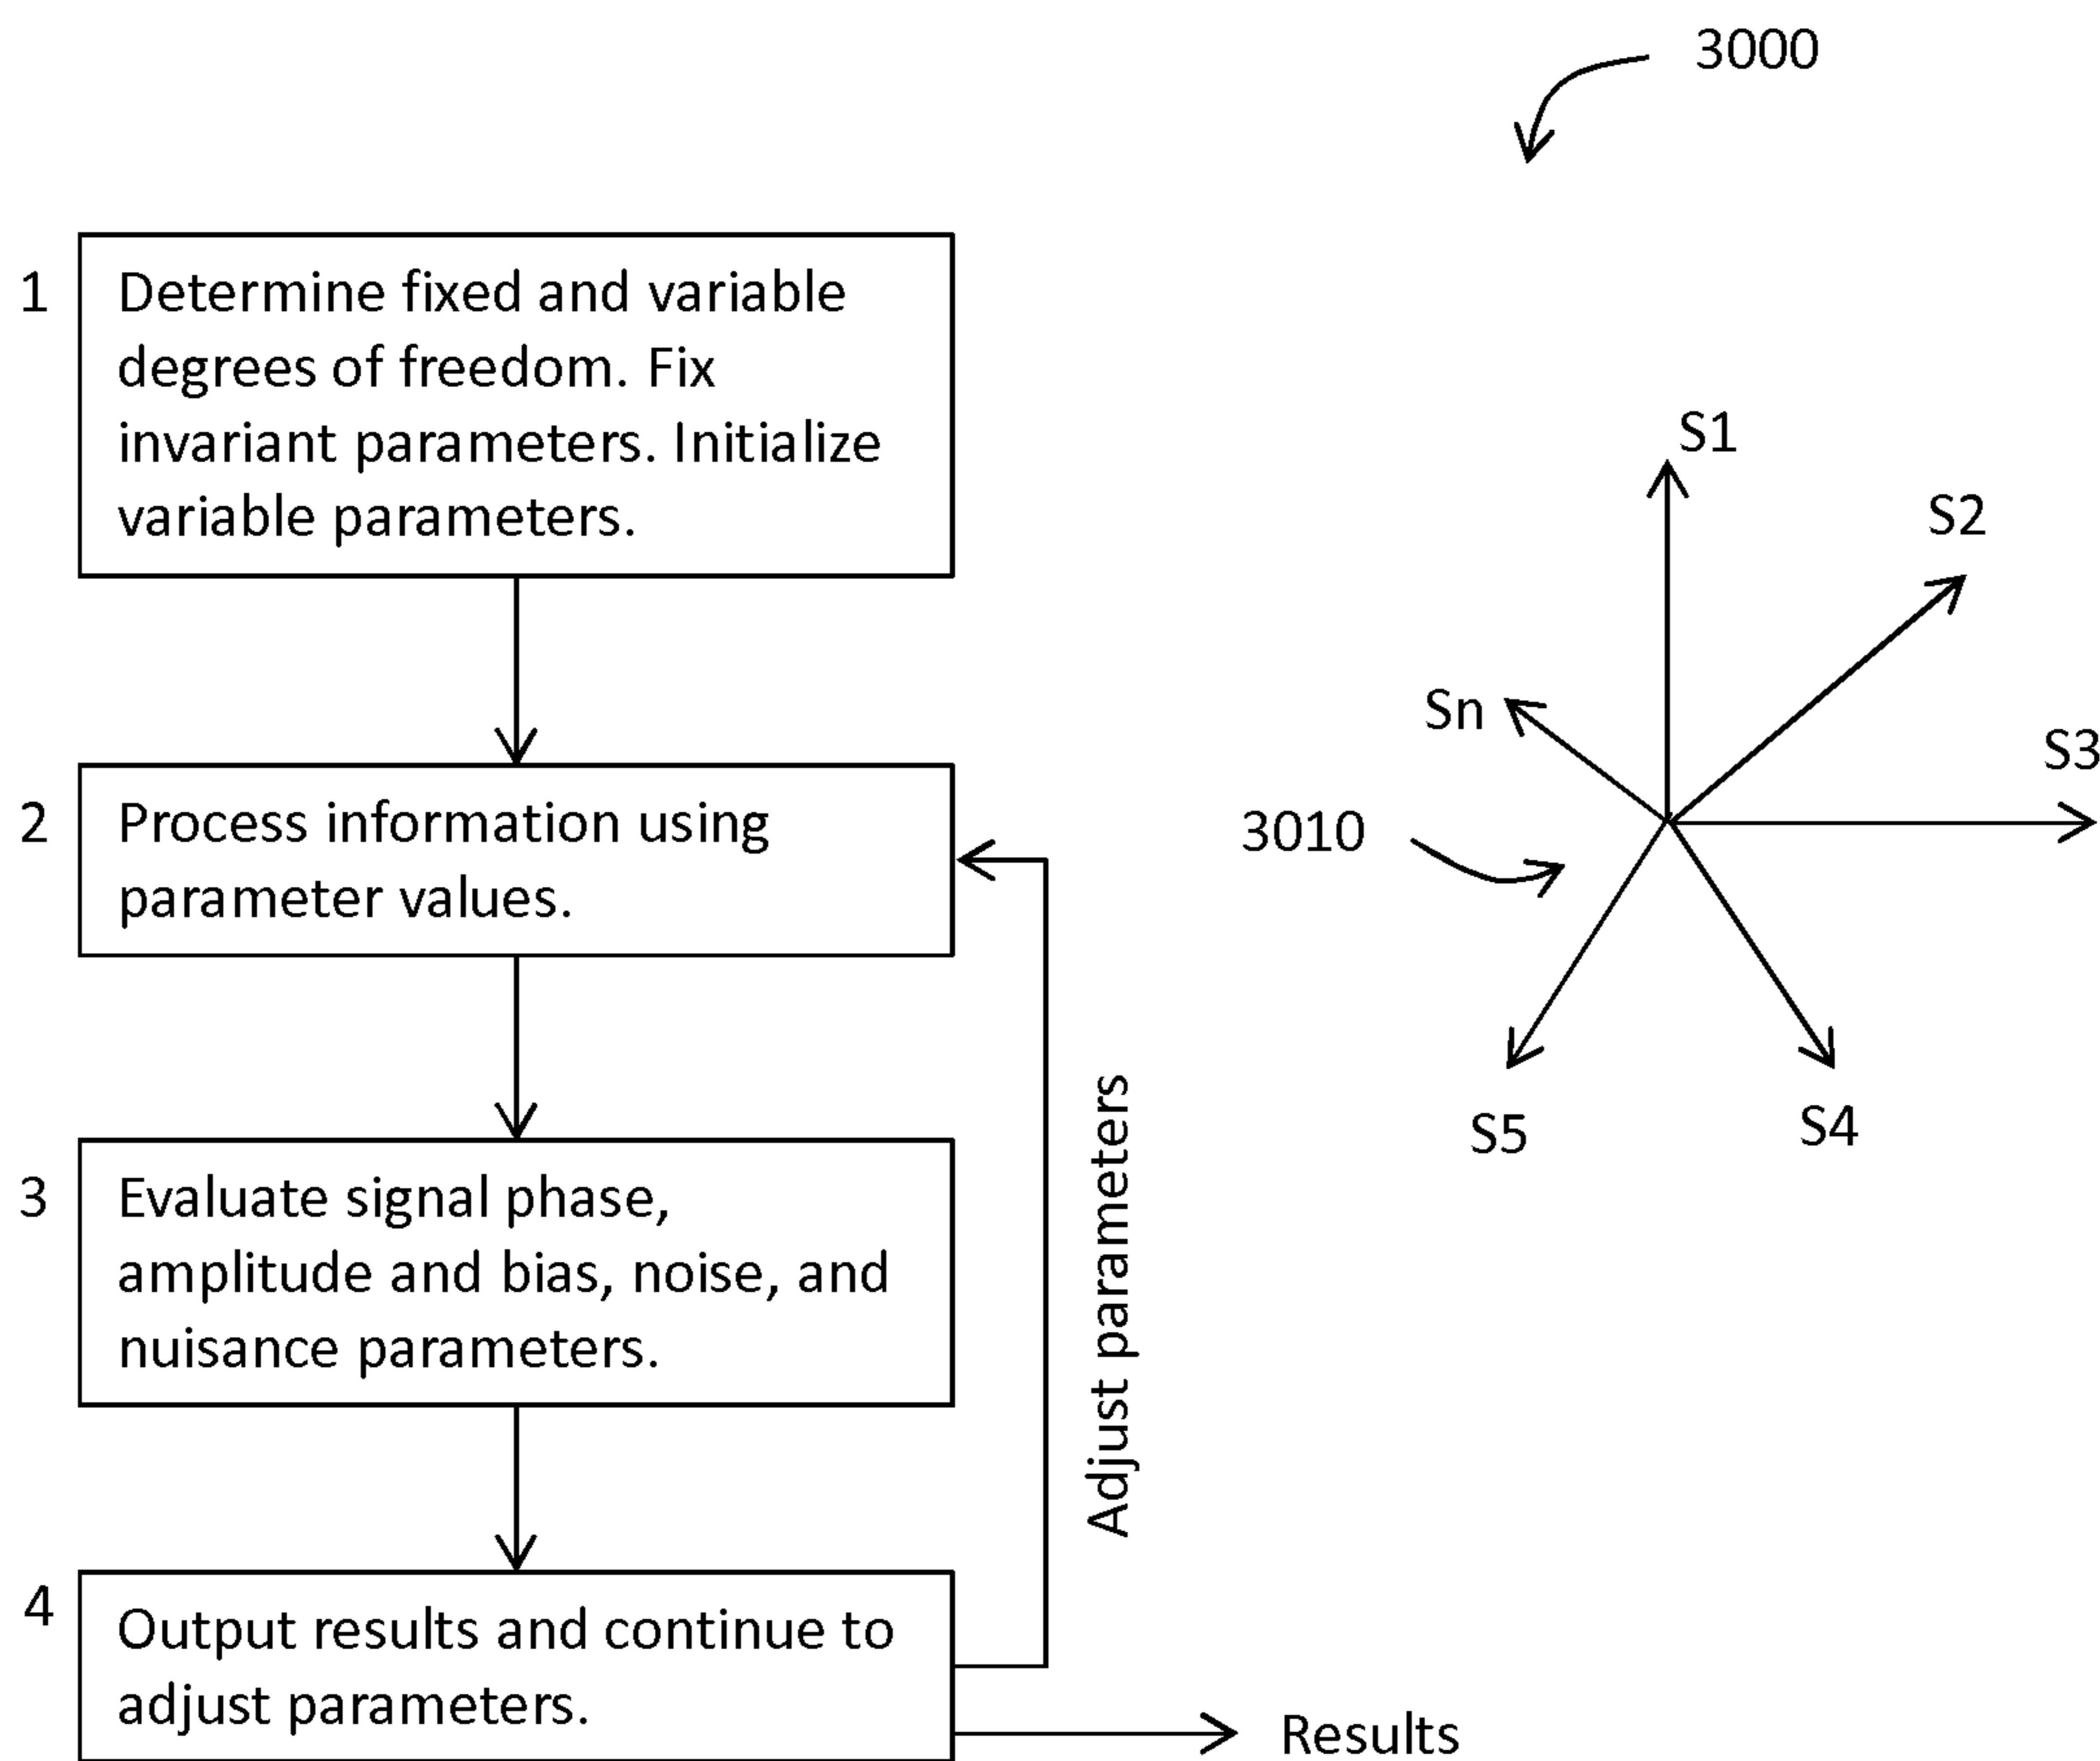 3000
1
Determine fixed and variable
degrees of freedom. Fix
invariant parameters. Initialize
variable parameters.
2
Process information using
parameter values.
3
Evaluate signal phase,
amplitude and bias, noise, and
nuisance parameters.
4
Output results and continue to
adjust parameters.
Adjust parameters
Results
S1
S2
S3
S4
S5
Sn
3010